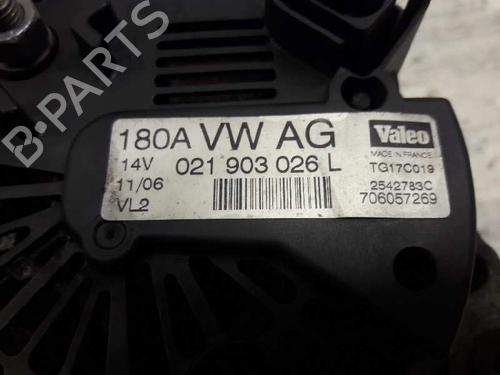 180A VW AG
14V 021 903 026 L
11/06
VL2
Valeo
MADE IN FRANCE
TG17C019
2542783C
706057269
B-PARTS